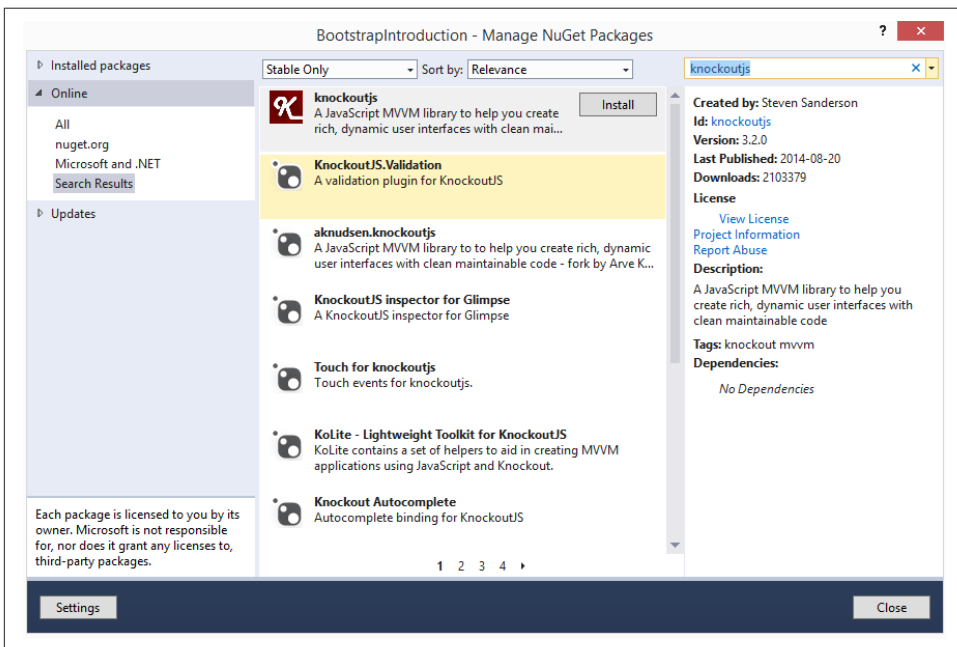 BootstrapIntroduction - Manage NuGet Packages
?
×
Installed packages
Online
All
nuget.org
Microsoft and .NET
Search Results
Updates
Each package is licensed to you by its
owner. Microsoft is not responsible
for, nor does it grant any licenses to,
third-party packages.
Stable Only
Sort by: Relevance
knockoutjs
A JavaScript MVVM library to help you create
rich, dynamic user interfaces with clean mai...
Install
KnockoutJS.Validation
A validation plugin for KnockoutJS
aknudsen.knockoutjs
A JavaScript MVVM library to to help you create rich, dynamic
user interfaces with clean maintainable code - fork by Arve K...
KnockoutJS inspector for Glimpse
A KnockoutJS inspector for Glimpse
Touch for knockoutjs
Touch events for knockoutjs.
KoLite - Lightweight Toolkit for KnockoutJS
KoLite contains a set of helpers to aid in creating MVVM
applications using JavaScript and Knockout.
Knockout Autocomplete
Autocomplete binding for KnockoutJS
1 2 3 4
knockoutjs
×
Created by: Steven Sanderson
Id: knockoutjs
Version: 3.2.0
Last Published: 2014-08-20
Downloads: 2103379
License
View License
Project Information
Report Abuse
Description:
A JavaScript MVVM library to help you
create rich, dynamic user interfaces with
clean maintainable code
Tags: knockout mvvm
Dependencies:
No Dependencies
Settings
Close